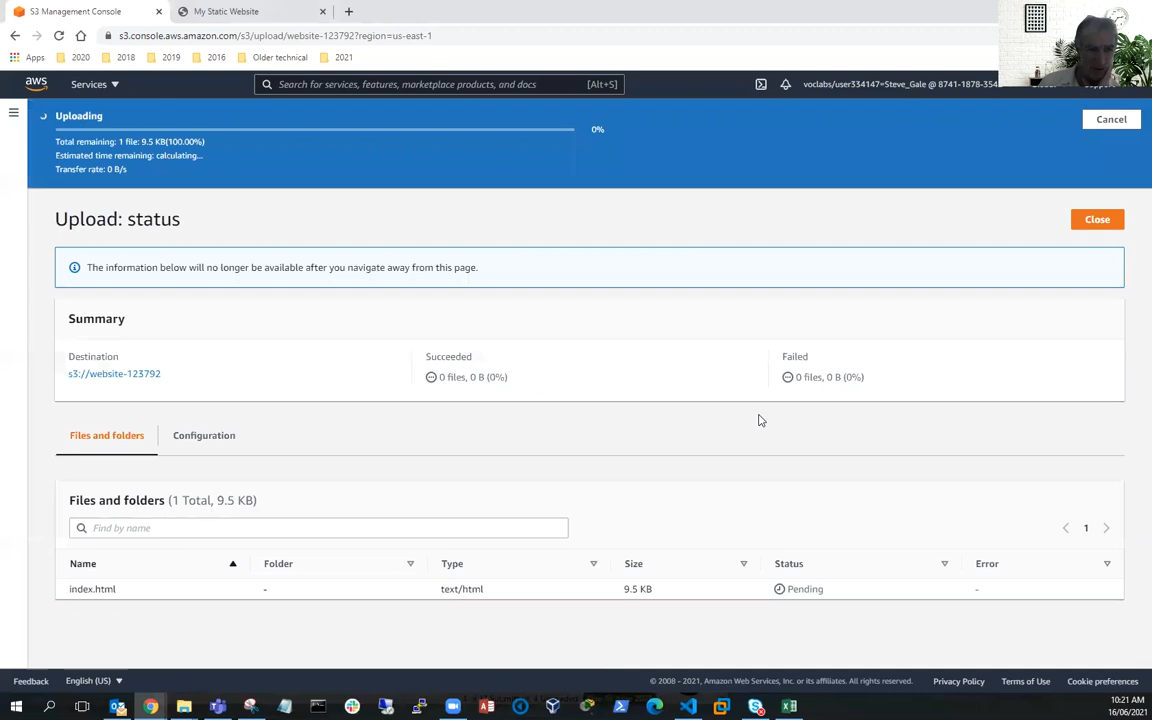 S3 Management Console
My Static Website
s3.console.aws.amazon.com/s3/upload/website-123792?region=us-east-1
Apps
2020
2018
2019
2016
Older technical
2021
aws
Services
Search for services, features, marketplace products, and docs
[Alt+S]
voclabs/user334147=Steve_Gale @ 8741-1878-354
Uploading
Cancel
0%
Total remaining: 1 file: 9.5 KB(100.00%)
Estimated time remaining: calculating...
Transfer rate: 0 B/s
Upload: status
Close
The information below will no longer be available after you navigate away from this page.
Summary
Destination
Succeeded
Failed
s3://website-123792
0 files, 0 B (0%)
0 files, 0 B (0%)
Files and folders
Configuration
Files and folders (1 Total, 9.5 KB)
Find by name
1
Name
Folder
Type
Size
Status
Error
index.html
-
text/html
9.5 KB
Pending
-
Feedback
English (US)
© 2008 - 2021, Amazon Web Services, Inc. or its affiliates. All rights reserved.
Privacy Policy
Terms of Use
Cookie preferences
10:21 AM
16/06/2021